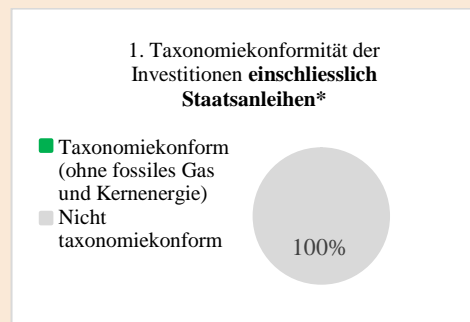 1. Taxonomiekonformität der
Investitionen einschliesslich
Staatsanleihen*
Taxonomiekonform
(ohne fossiles Gas
und Kernenergie)
Nicht
taxonomiekonform
100%